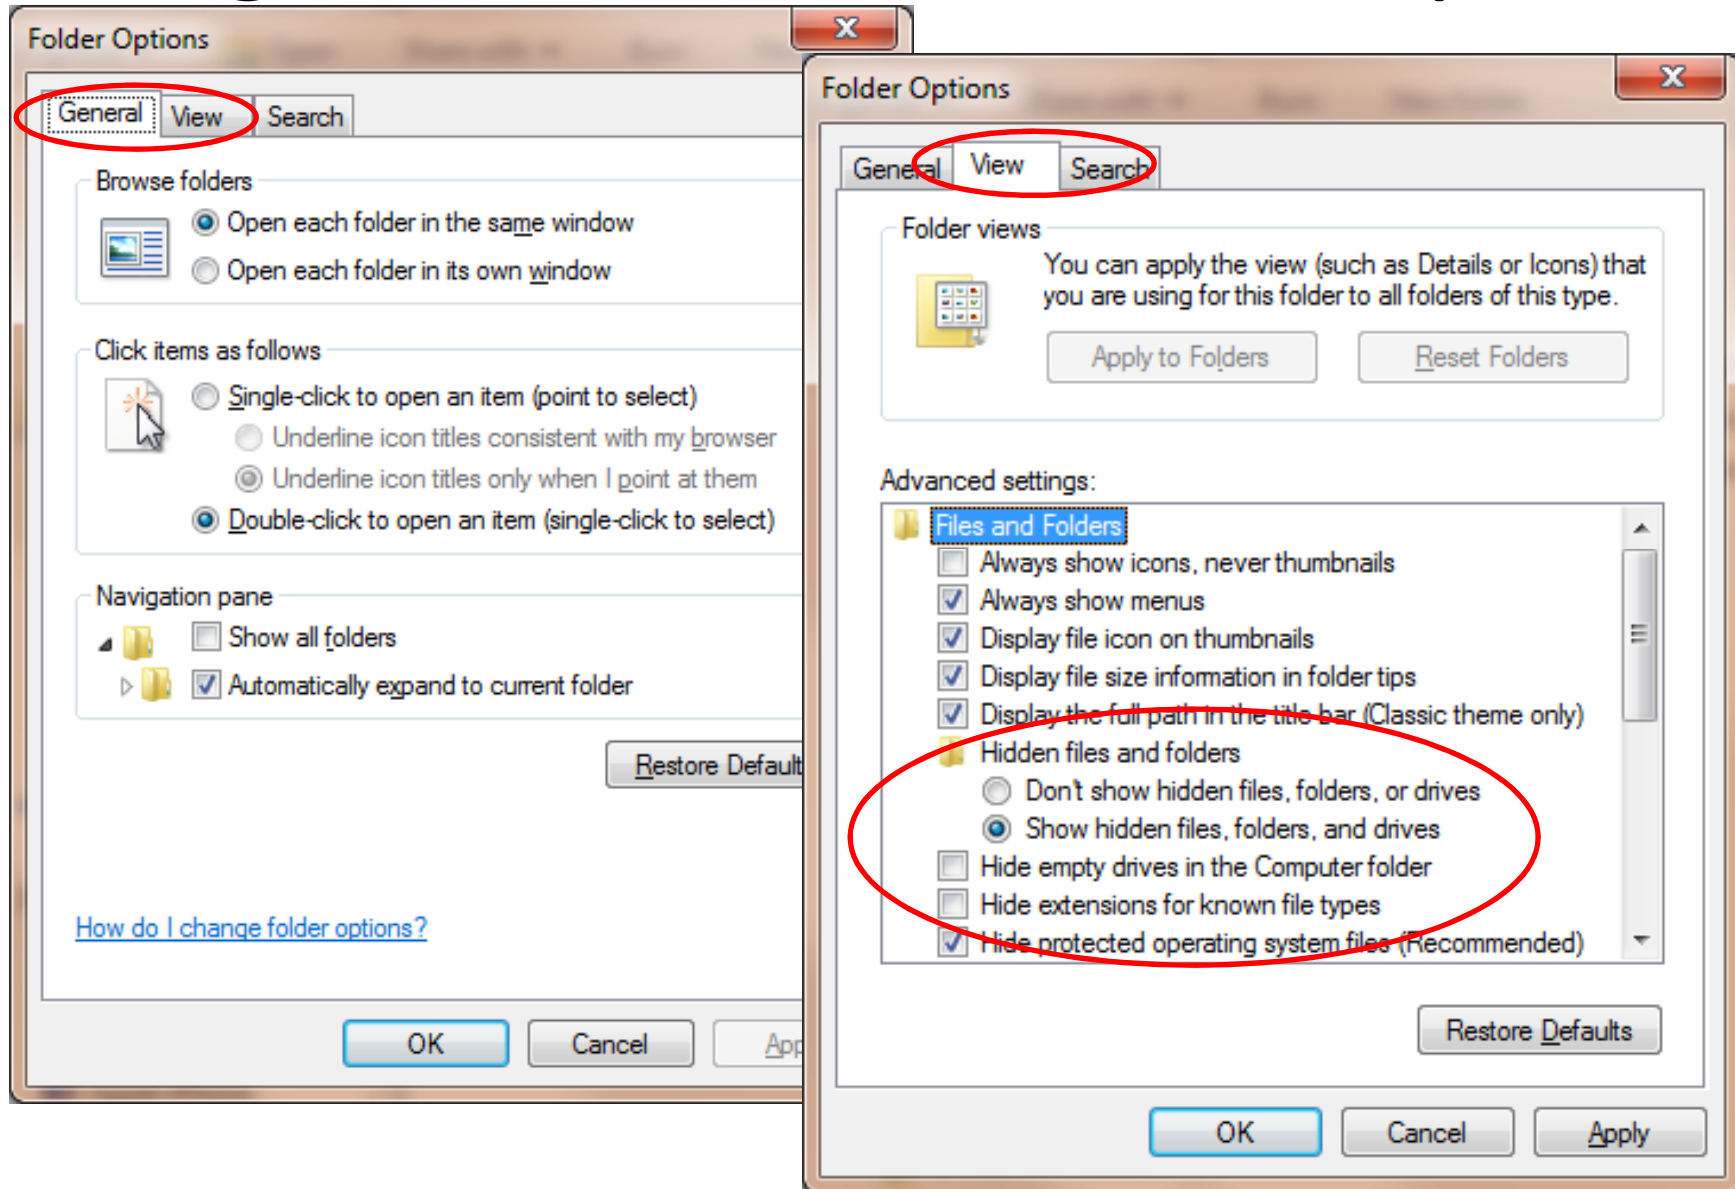 Folder Options
General View Search
Browse folders
Open each folder in the same window
Open each folder in its own window
Click items as follows
Single-click to open an item (point to select)
Underline icon titles consistent with my browser
Underline icon titles only when I point at them
Double-click to open an item (single-click to select)
Navigation pane
Show all folders
Automatically expand to current folder
Restore Default
How do I change folder options?
OK Cancel App
Folder Options
General View Search
Folder views
You can apply the view (such as Details or Icons) that
you are using for this folder to all folders of this type.
Apply to Folders Reset Folders
Advanced settings:
Files and Folders
Always show icons, never thumbnails
Always show menus
Display file icon on thumbnails
Display file size information in folder tips
Display the full path in the title bar (Classic theme only)
Hidden files and folders
Don't show hidden files, folders, or drives
Show hidden files, folders, and drives
Hide empty drives in the Computer folder
Hide extensions for known file types
Hide protected operating system files (Recommended)
Restore Defaults
OK Cancel Apply